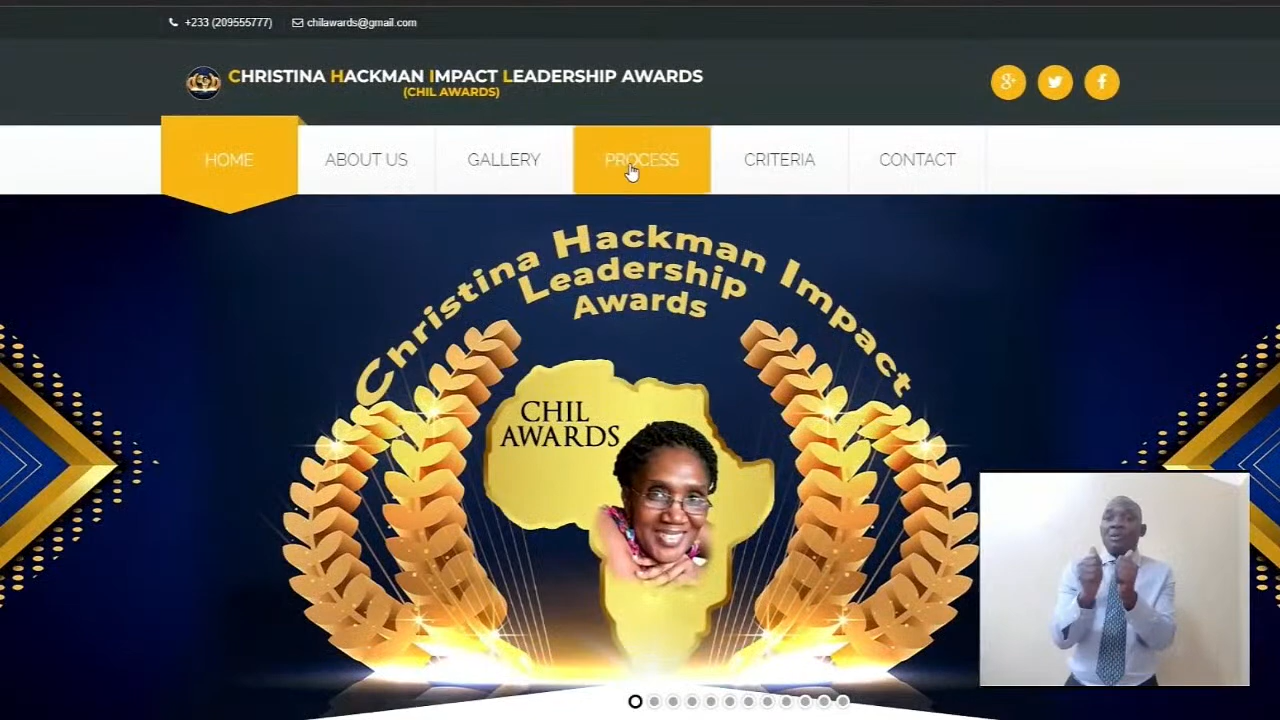 +233 (209555777) chilawards@gmail.com
CHRISTINA HACKMAN IMPACT LEADERSHIP AWARDS
(CHIL AWARDS)
HOME ABOUT US GALLERY PROCESS CRITERIA CONTACT
Christina Hackman Impact
Leadership
Awards
CHIL
AWARDS